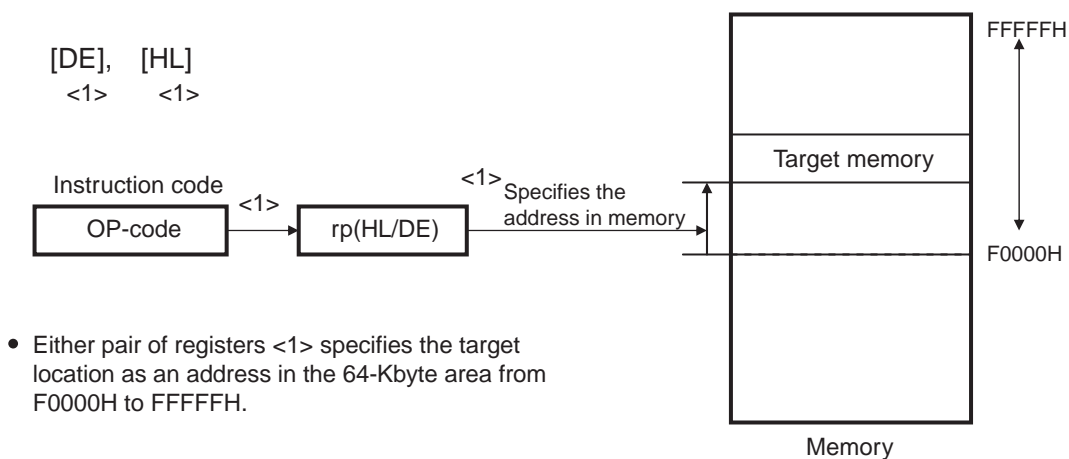 [DE], [HL]
<1> <1>
Instruction code
OP-code
<1>
rp(HL/DE)
<1>
Specifies the
address in memory
Target memory
FFFFFH
F0000H
Memory
• Either pair of registers <1> specifies the target
location as an address in the 64-Kbyte area from
F0000H to FFFFFH.